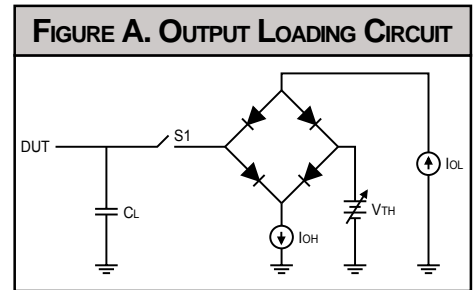 FIGURE A. OUTPUT LOADING CIRCUIT
S1
DUT
IOL
CL
VTH
IOH